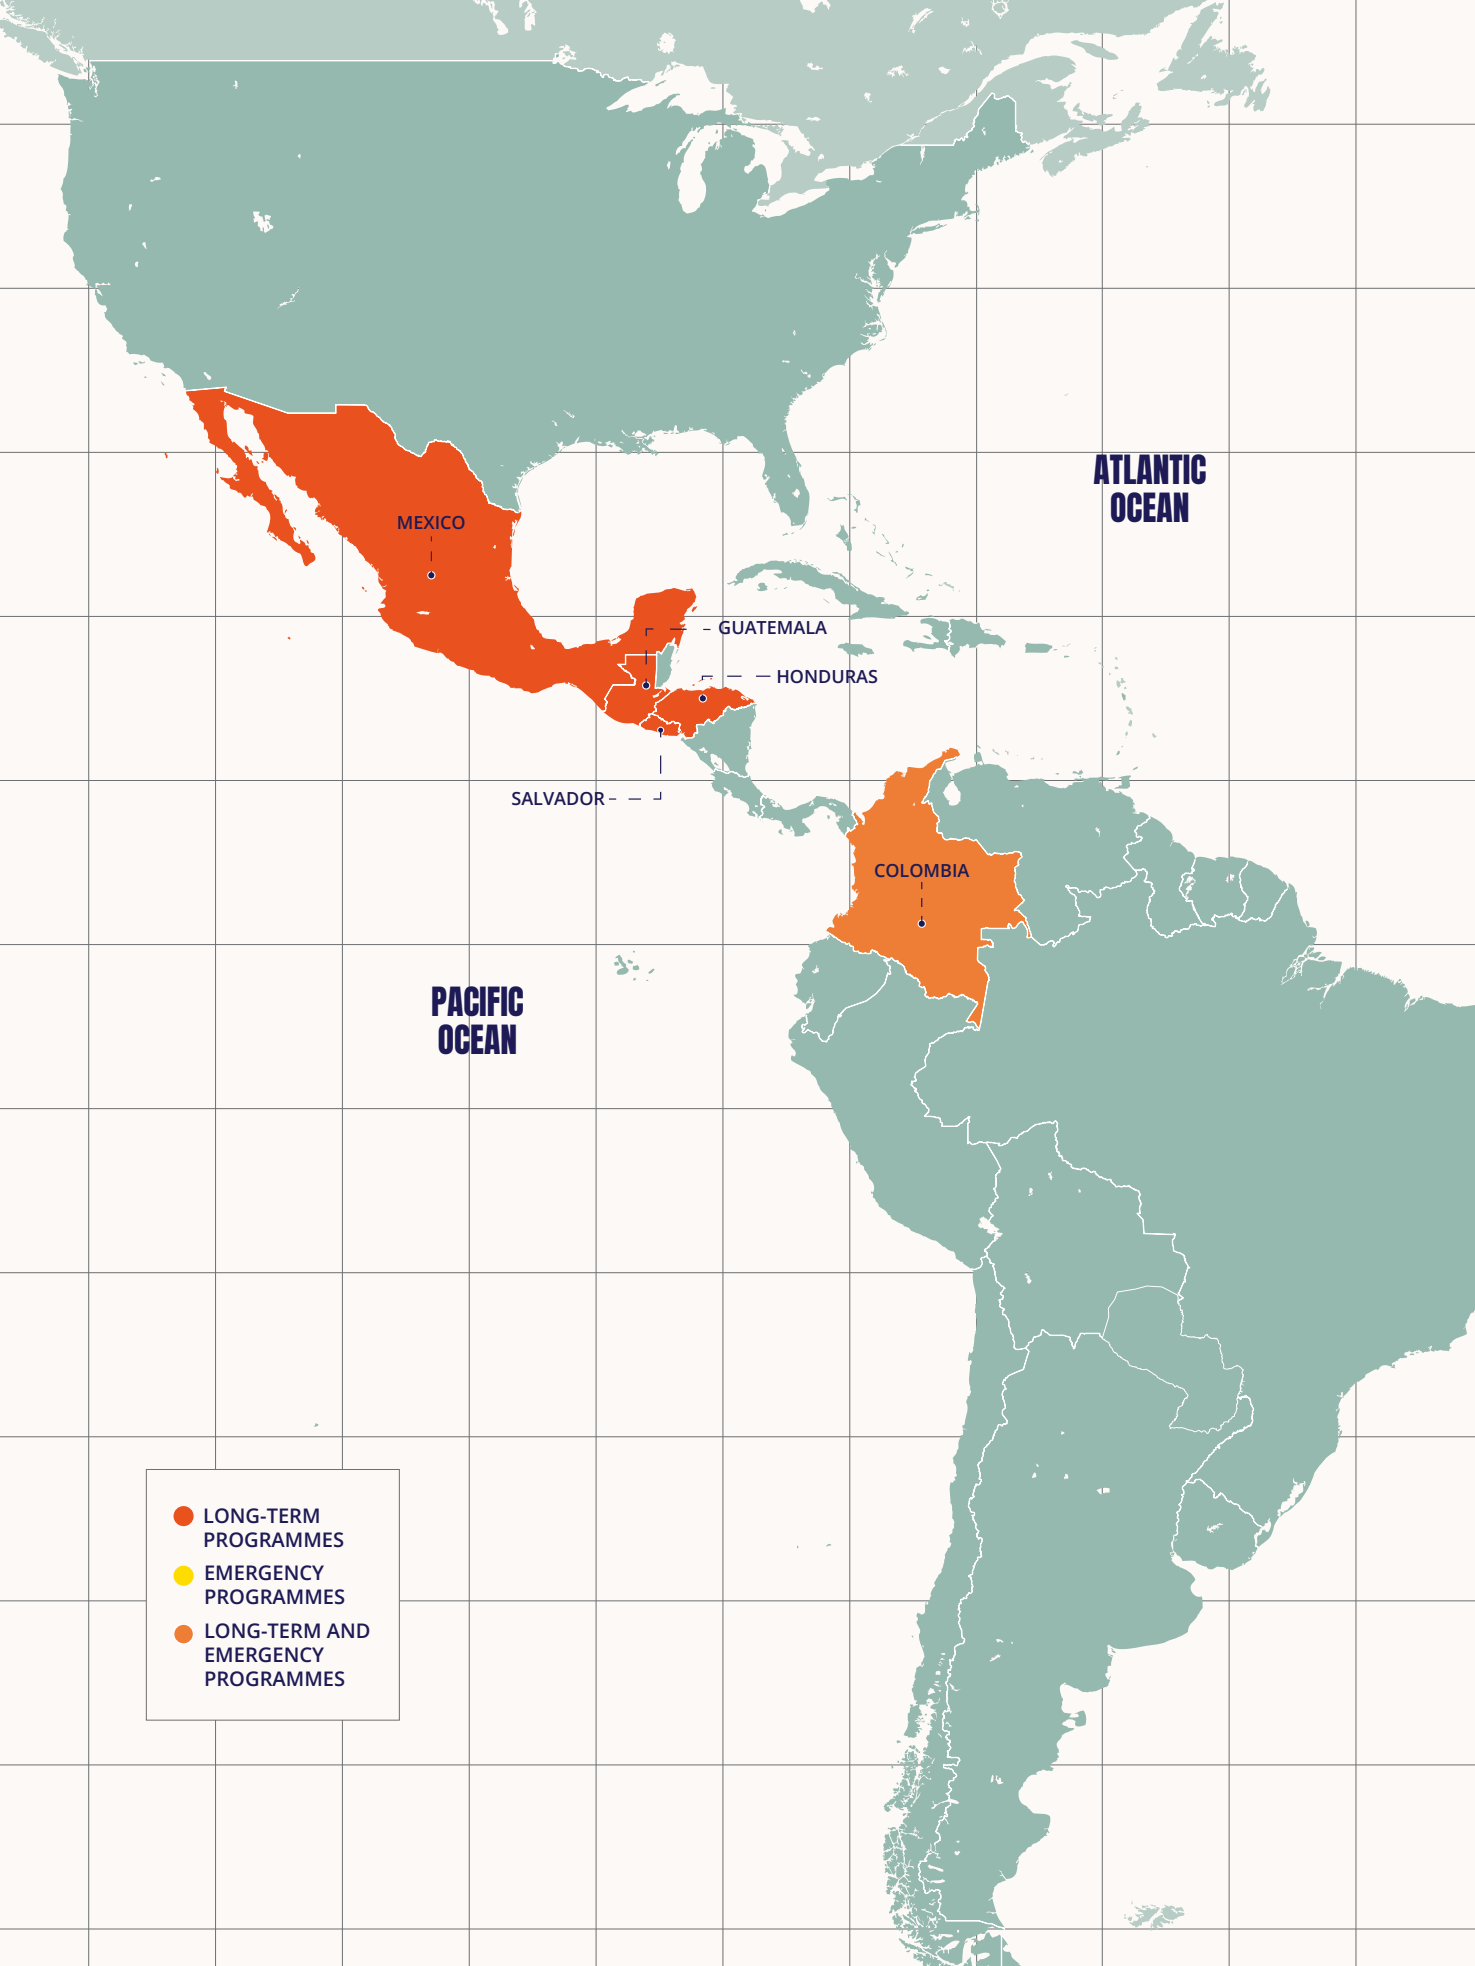 ATLANTIC
OCEAN
MEXICO
GUATEMALA
HONDURAS
SALVADOR
COLOMBIA
PACIFIC
OCEAN
LONG-TERM
PROGRAMMES
EMERGENCY
PROGRAMMES
LONG-TERM AND
EMERGENCY
PROGRAMMES